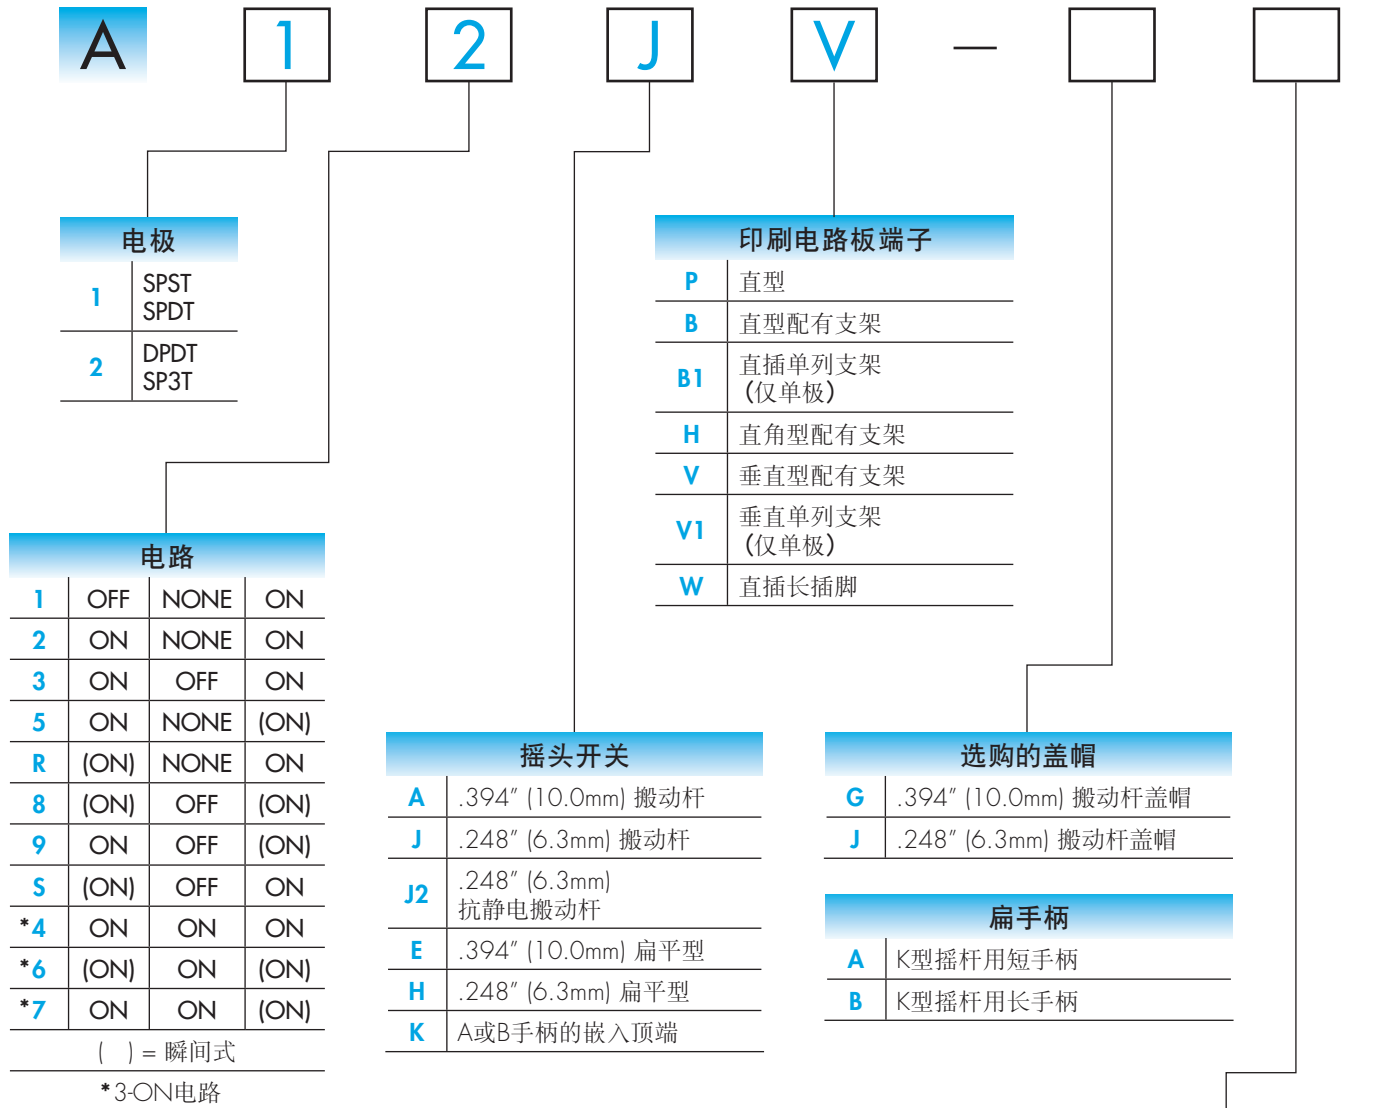 A 1 2 J V —
电极
1 SPST
SPDT
2 DPDT
SP3T
印刷电路板端子
P 直型
B 直型配有支架
B1 直插单列支架
(仅单极)
H 直角型配有支架
V 垂直型配有支架
V1 垂直单列支架
(仅单极)
W 直插长插脚
电路
1 OFF NONE ON
2 ON NONE ON
3 ON OFF ON
5 ON NONE (ON)
R (ON) NONE ON
8 (ON) OFF (ON)
9 ON OFF (ON)
S (ON) OFF ON
*4 ON ON ON
*6 (ON) ON (ON)
*7 ON ON (ON)
( ) = 瞬间式
*3-ON电路
摇头开关
A .394″ (10.0mm) 搬动杆
J .248″ (6.3mm) 搬动杆
J2 .248″ (6.3mm)
抗静电搬动杆
E .394″ (10.0mm) 扁平型
H .248″ (6.3mm) 扁平型
K A或B手柄的嵌入顶端
选购的盖帽
G .394″ (10.0mm) 搬动杆盖帽
J .248″ (6.3mm) 搬动杆盖帽
扁手柄
A K型摇杆用短手柄
B K型摇杆用长手柄